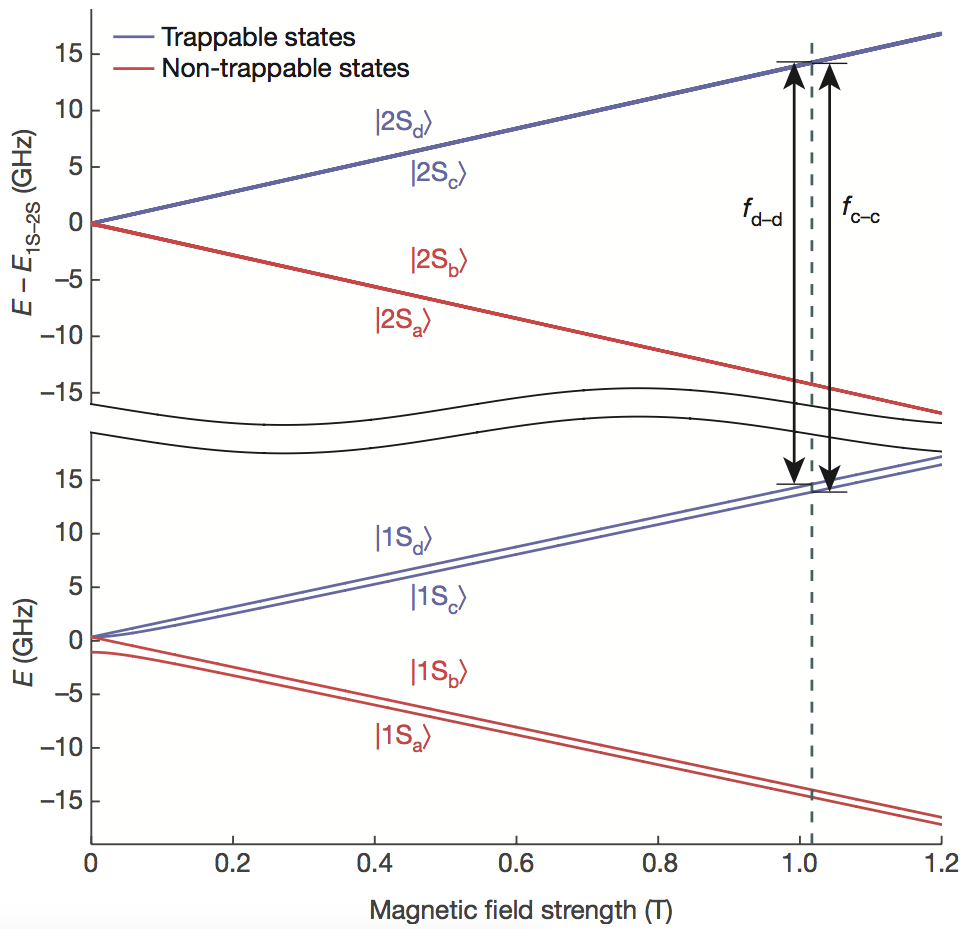 Trappable states
Non-trappable states
15
10
5
0
–5
–10
–15
E – E1S–2S (GHz)
|2Sd⟩
|2Sc⟩
|2Sb⟩
|2Sa⟩
fd–d
fc–c
15
10
5
0
–5
–10
–15
E (GHz)
|1Sd⟩
|1Sc⟩
|1Sb⟩
|1Sa⟩
0 0.2 0.4 0.6 0.8 1.0 1.2
Magnetic field strength (T)